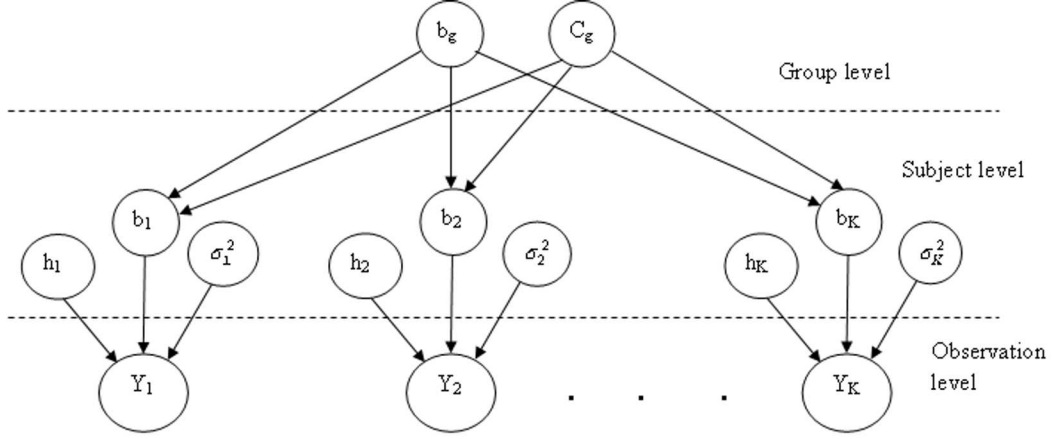 b_g C_g
Group level
Subject level
b_1 b_2 b_K
h_1 σ_1^2 h_2 σ_2^2 h_K σ_K^2
Observation
level
Y_1 Y_2 . . . Y_K